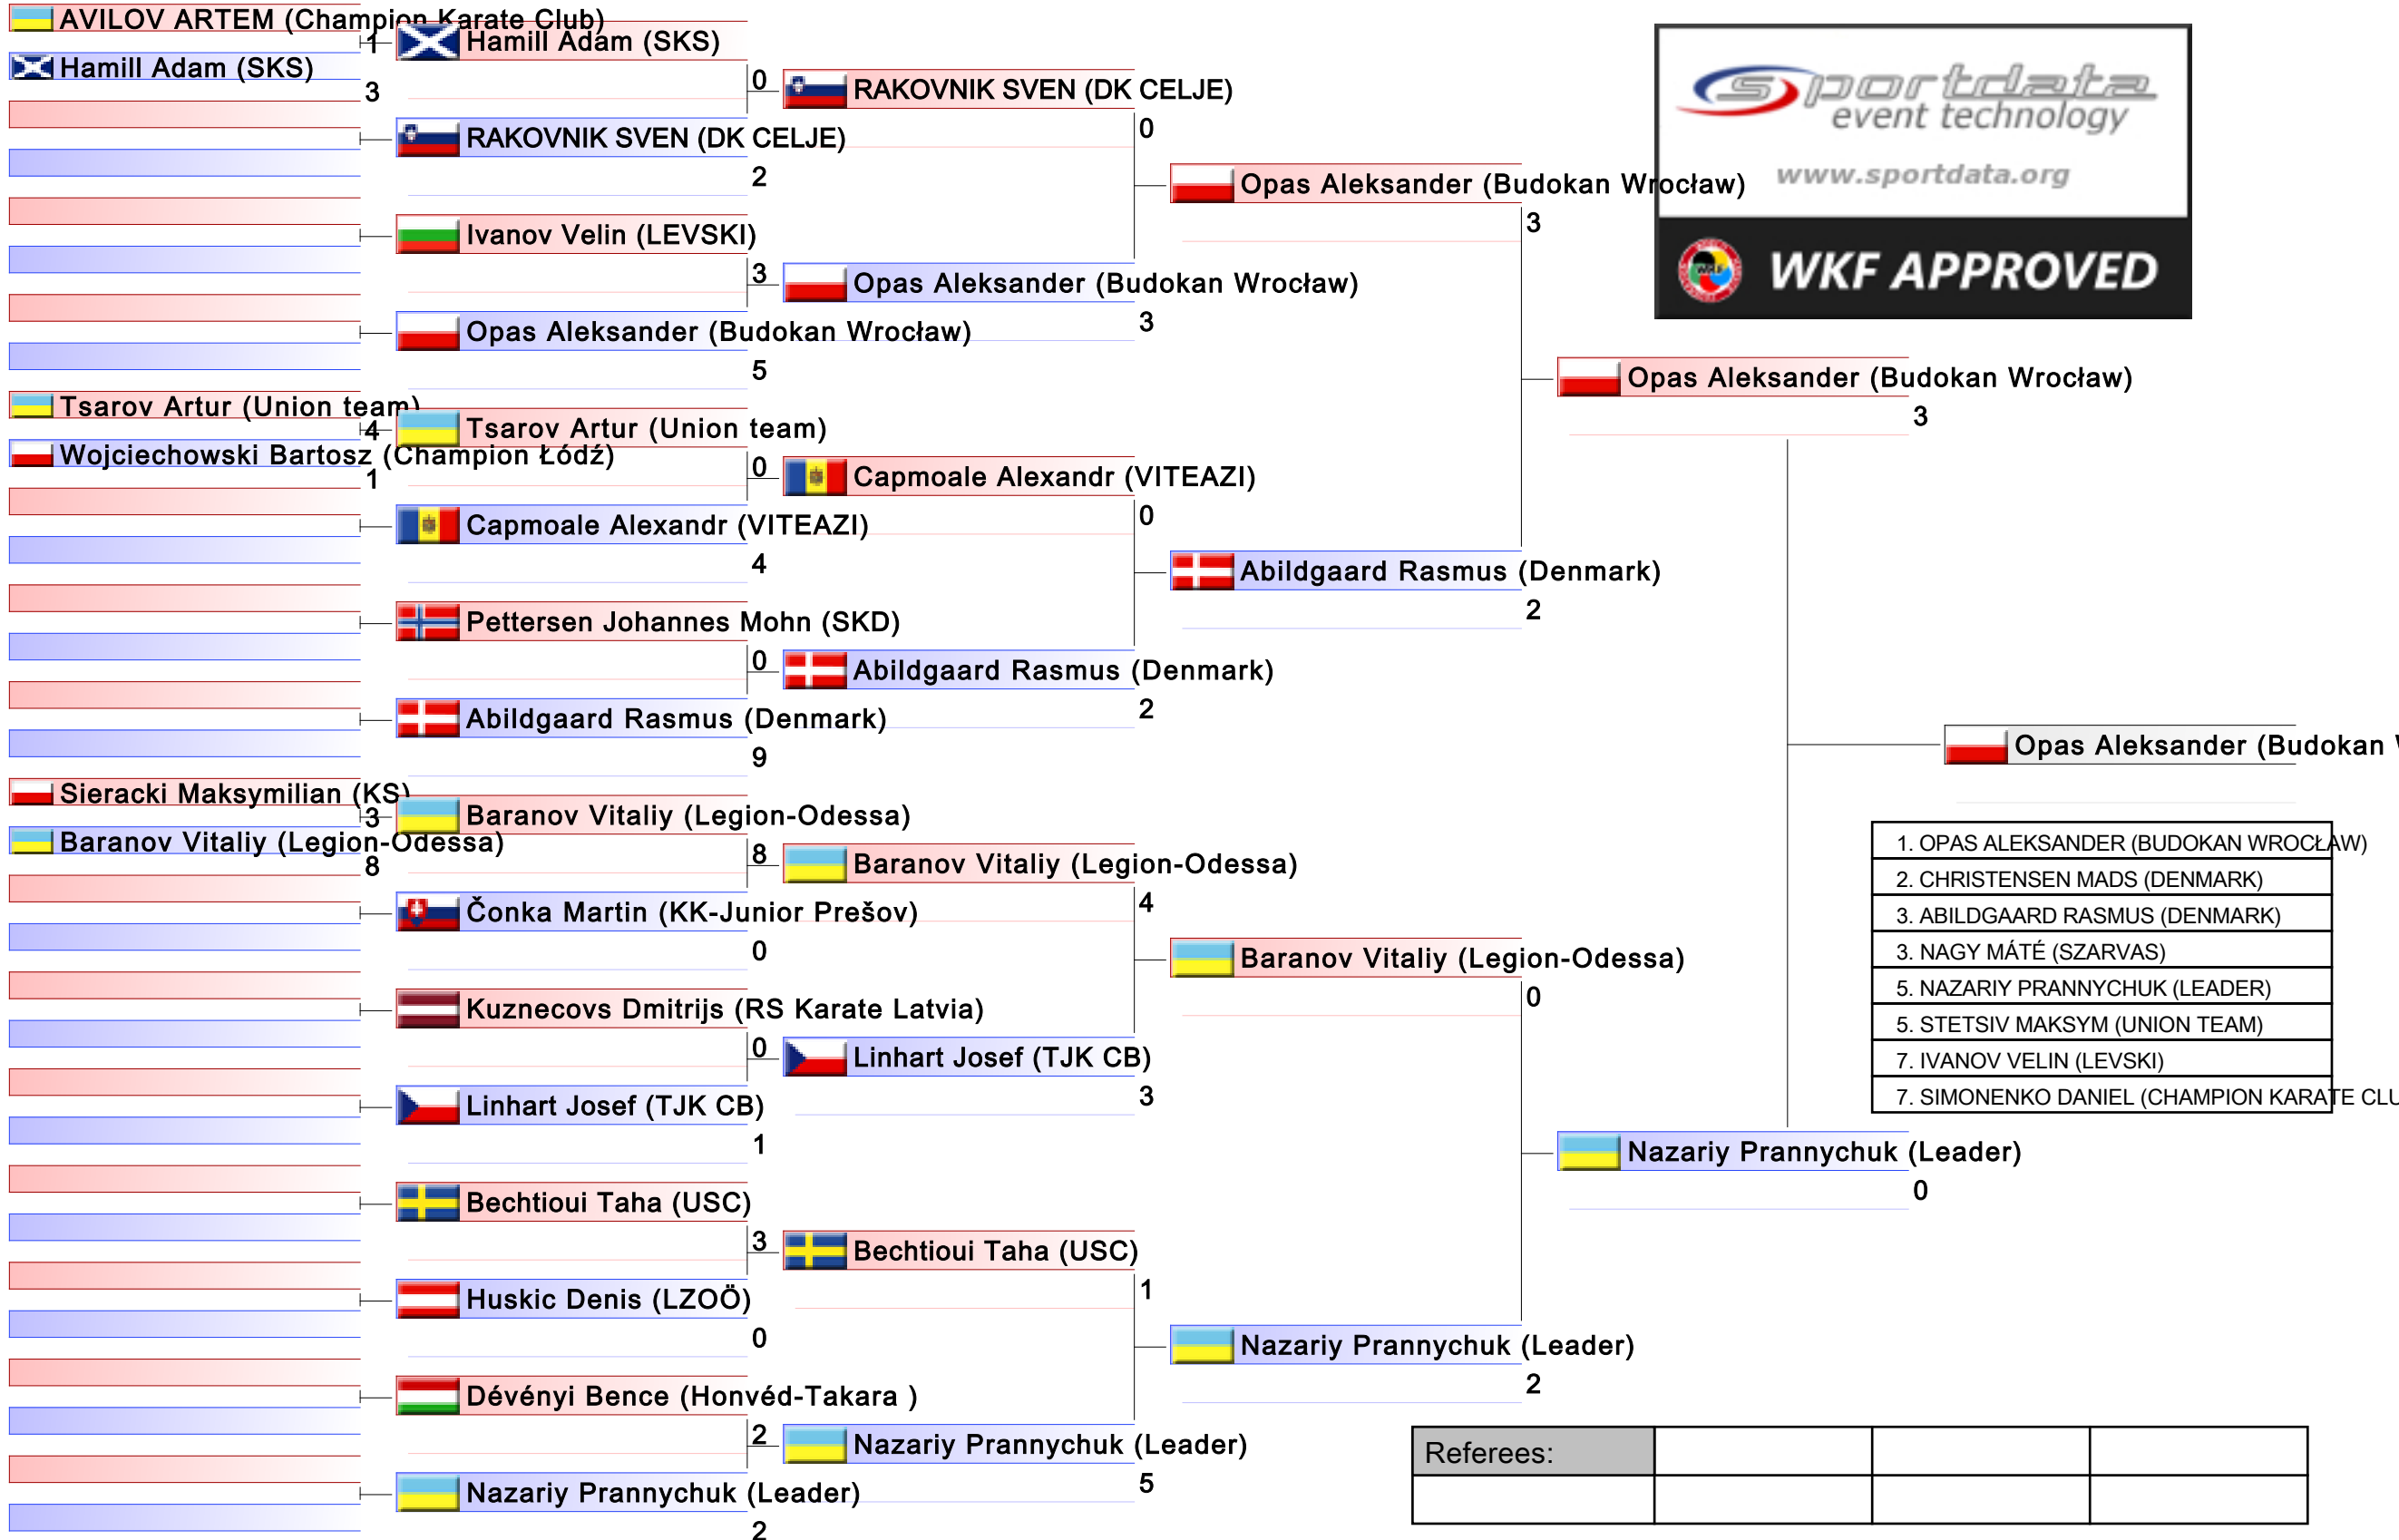 AVILOV ARTEM (Champion Karate Club)
1
Hamill Adam (SKS)
3
Tsarov Artur (Union team)
4
Wojciechowski Bartosz (Champion Łódź)
1
Sieracki Maksymilian (KS)
3
Baranov Vitaliy (Legion-Odessa)
8
Hamill Adam (SKS)
0
RAKOVNIK SVEN (DK CELJE)
2
Ivanov Velin (LEVSKI)
3
Opas Aleksander (Budokan Wrocław)
5
Tsarov Artur (Union team)
0
Capmoale Alexandr (VITEAZI)
4
Pettersen Johannes Mohn (SKD)
0
Abildgaard Rasmus (Denmark)
9
Baranov Vitaliy (Legion-Odessa)
8
Čonka Martin (KK-Junior Prešov)
0
Kuznecovs Dmitrijs (RS Karate Latvia)
0
Linhart Josef (TJK CB)
1
Bechtioui Taha (USC)
3
Huskic Denis (LZOÖ)
0
Dévényi Bence (Honvéd-Takara )
2
Nazariy Prannychuk (Leader)
2
RAKOVNIK SVEN (DK CELJE)
0
Opas Aleksander (Budokan Wrocław)
3
Capmoale Alexandr (VITEAZI)
0
Abildgaard Rasmus (Denmark)
2
Baranov Vitaliy (Legion-Odessa)
4
Linhart Josef (TJK CB)
3
Bechtioui Taha (USC)
1
Nazariy Prannychuk (Leader)
5
Opas Aleksander (Budokan Wrocław)
3
Abildgaard Rasmus (Denmark)
2
Baranov Vitaliy (Legion-Odessa)
0
Nazariy Prannychuk (Leader)
2
Opas Aleksander (Budokan Wrocław)
3
Nazariy Prannychuk (Leader)
0
Opas Aleksander (Budokan
sportdata
event technology
www.sportdata.org
WKF
WKF APPROVED
1. OPAS ALEKSANDER (BUDOKAN WROCŁAW)
2. CHRISTENSEN MADS (DENMARK)
3. ABILDGAARD RASMUS (DENMARK)
3. NAGY MÁTÉ (SZARVAS)
5. NAZARIY PRANNYCHUK (LEADER)
5. STETSIV MAKSYM (UNION TEAM)
7. IVANOV VELIN (LEVSKI)
7. SIMONENKO DANIEL (CHAMPION KARATE CLU
Referees: